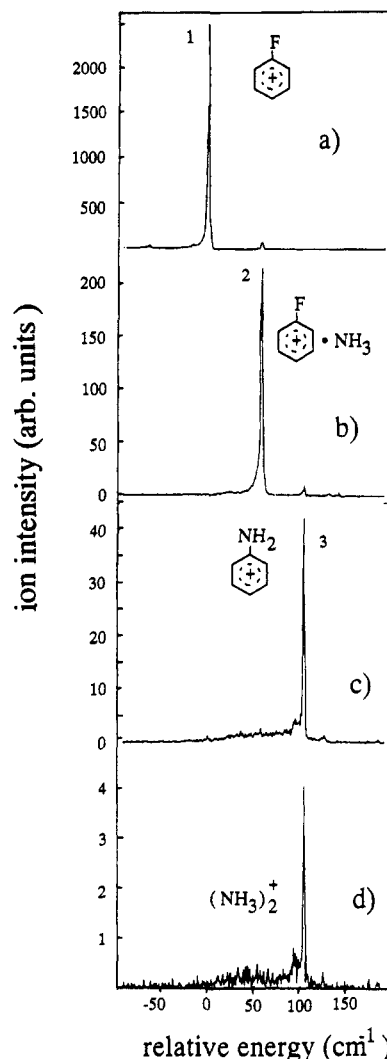 ion intensity (arb. units )
2500
2000
1500
1000
500
1
F
+
a)
200
150
100
50
0
2
F
+
• NH3
b)
40
30
20
10
0
NH2
+
3
c)
4
3
2
1
(NH3)2+
d)
-50 0 50 100 150
relative energy (cm-1)